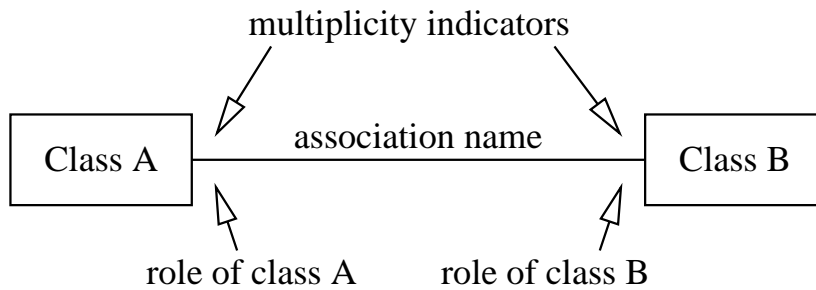 multiplicity indicators
association name
Class A
Class B
role of class A
role of class B